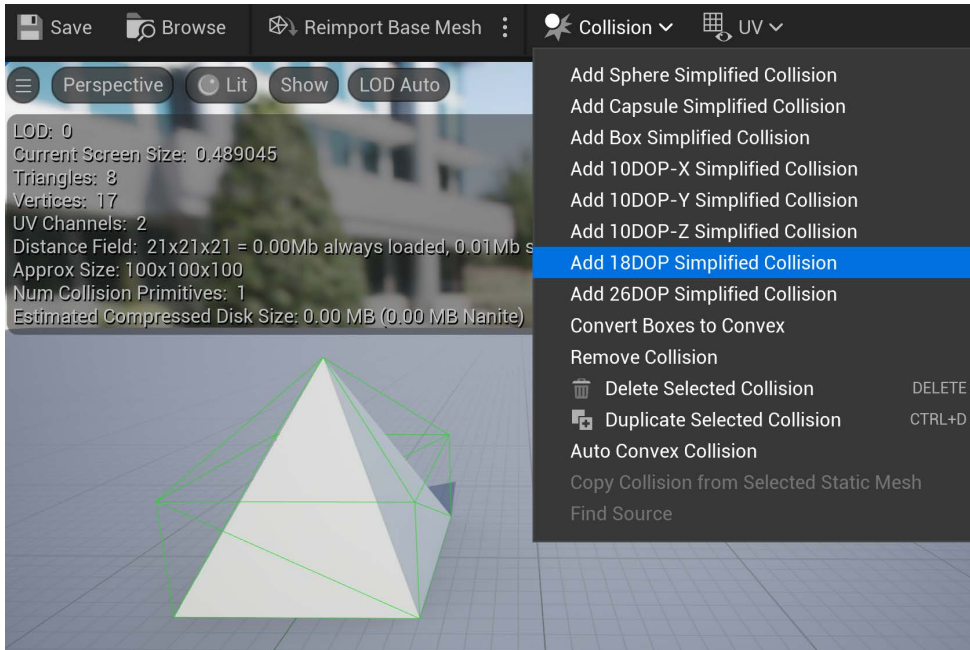 Save Browse Reimport Base Mesh Collision UV
Perspective Lit Show LOD Auto
LOD: 0
Current Screen Size: 0.489045
Triangles: 8
Vertices: 17
UV Channels: 2
Distance Field: 21x21x21 = 0.00Mb always loaded, 0.01Mb s
Approx Size: 100x100x100
Num Collision Primitives: 1
Estimated Compressed Disk Size: 0.00 MB (0.00 MB Nanite)
Add Sphere Simplified Collision
Add Capsule Simplified Collision
Add Box Simplified Collision
Add 10DOP-X Simplified Collision
Add 10DOP-Y Simplified Collision
Add 10DOP-Z Simplified Collision
Add 18DOP Simplified Collision
Add 26DOP Simplified Collision
Convert Boxes to Convex
Remove Collision
Delete Selected Collision DELETE
Duplicate Selected Collision CTRL+D
Auto Convex Collision
Copy Collision from Selected Static Mesh
Find Source